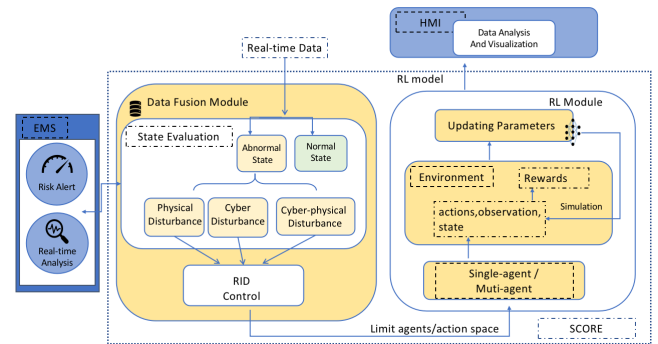 HMI
Data Analysis
And Visualization
Real-time Data
RL model
Data Fusion Module
RL Module
EMS
State Evaluation
Updating Parameters
Abnormal
State
Normal
State
Risk Alert
Environment
Rewards
Physical
Disturbance
Cyber
Disturbance
Cyber-physical
Disturbance
actions,observation,
state
Simulation
Real-time
Analysis
RID
Control
Single-agent /
Muti-agent
Limit agents/action space
SCORE